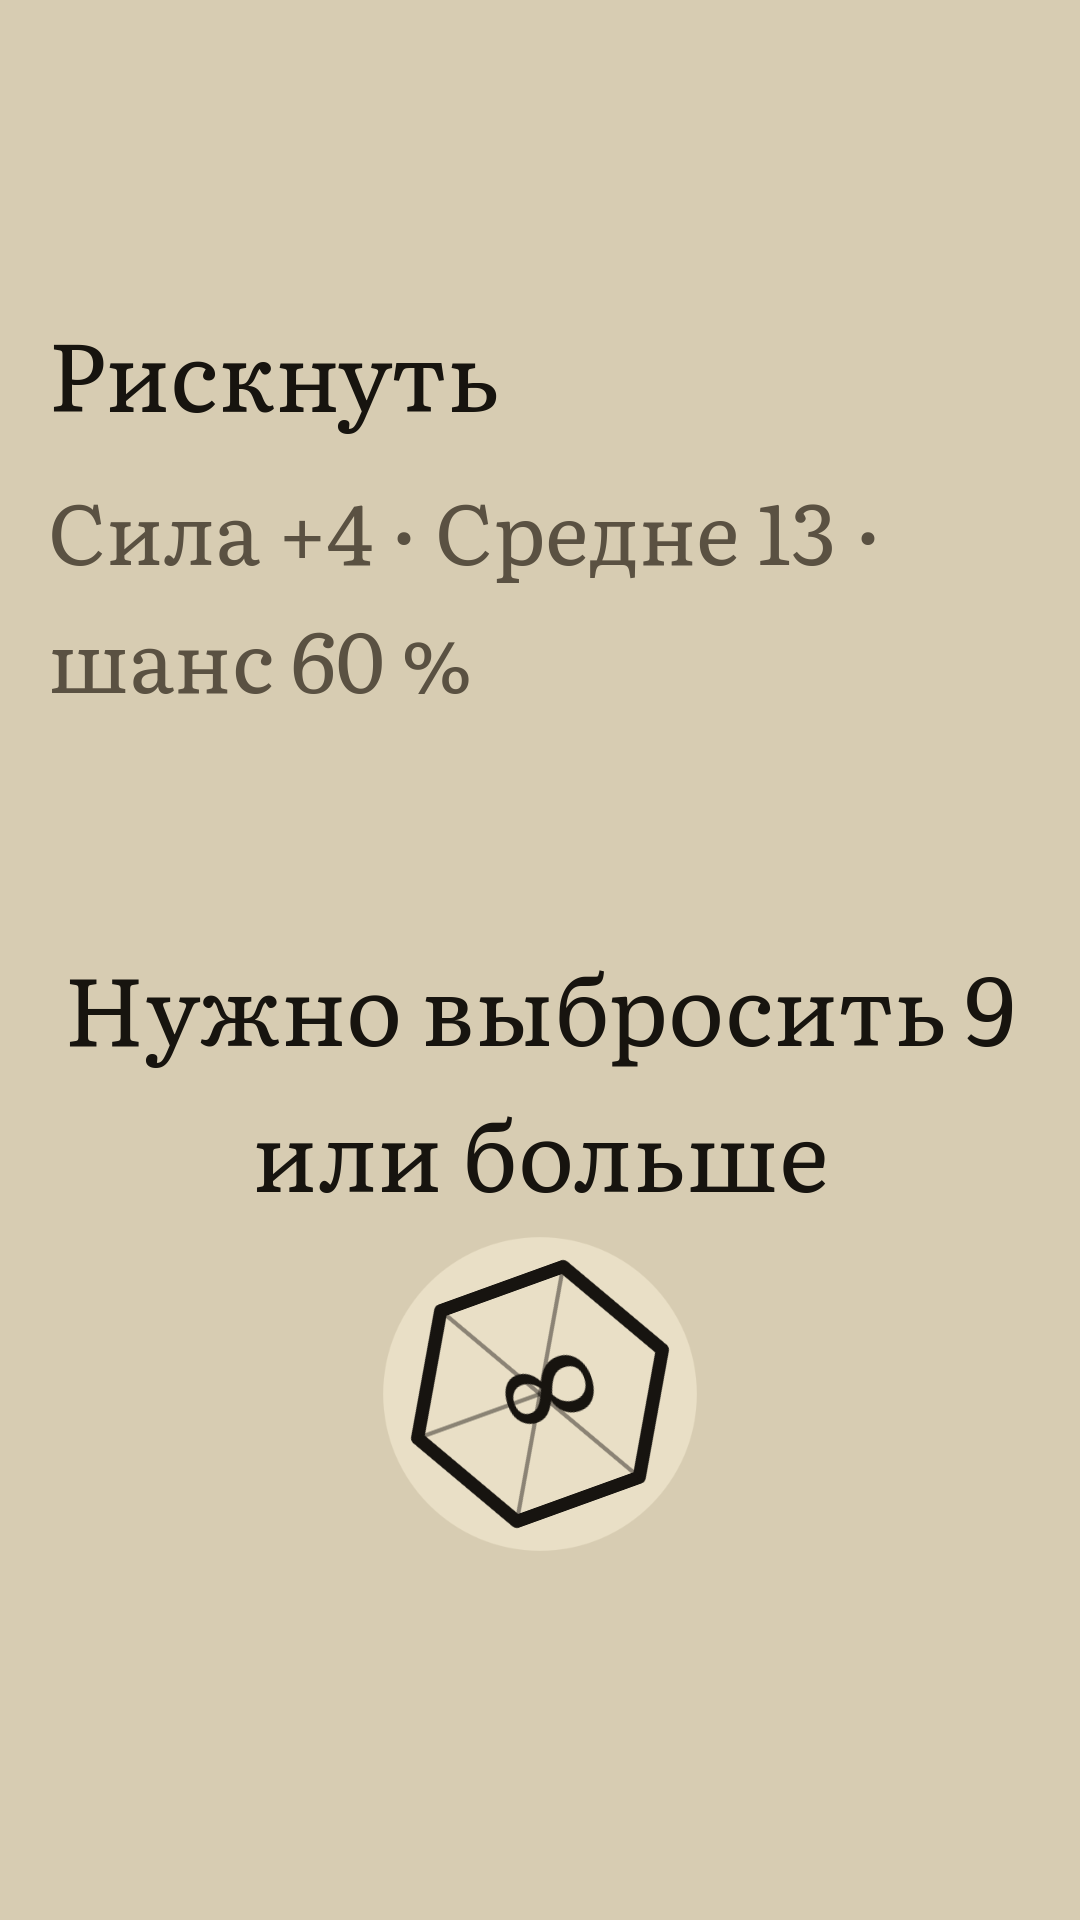 Рискнуть
Сила +4 · Средне 13 ·
шанс 60 %
Нужно выбросить 9
или больше
8